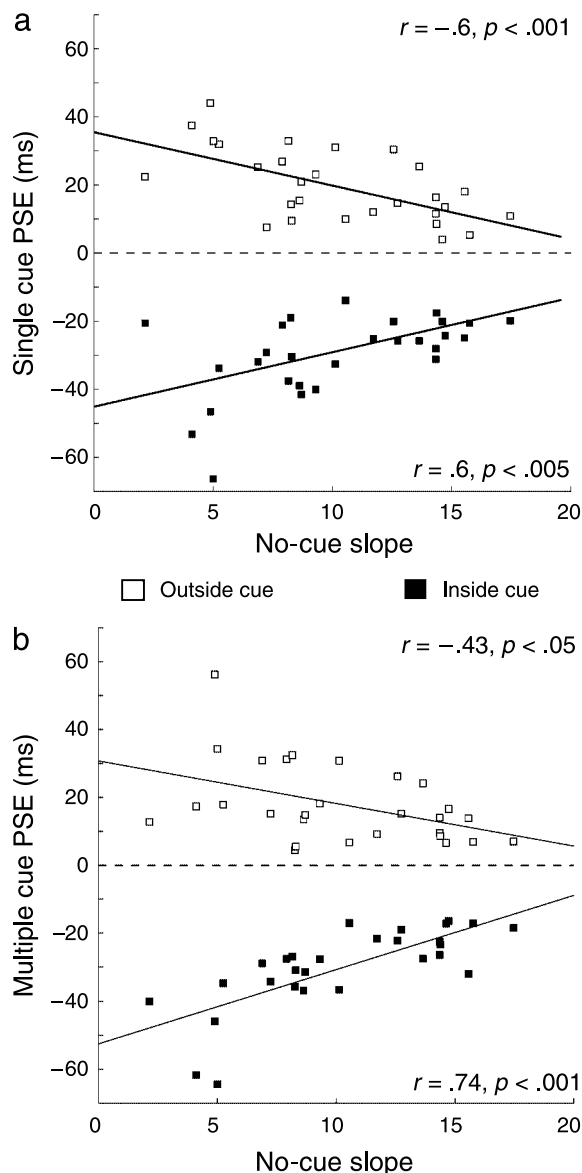 a
r = –.6, p < .001
Single cue PSE (ms)
60
40
20
0
–20
–40
–60
r = .6, p < .005
0 5 10 15 20
No-cue slope
Outside cue Inside cue
b
r = –.43, p < .05
Multiple cue PSE (ms)
60
40
20
0
–20
–40
–60
r = .74, p < .001
0 5 10 15 20
No-cue slope